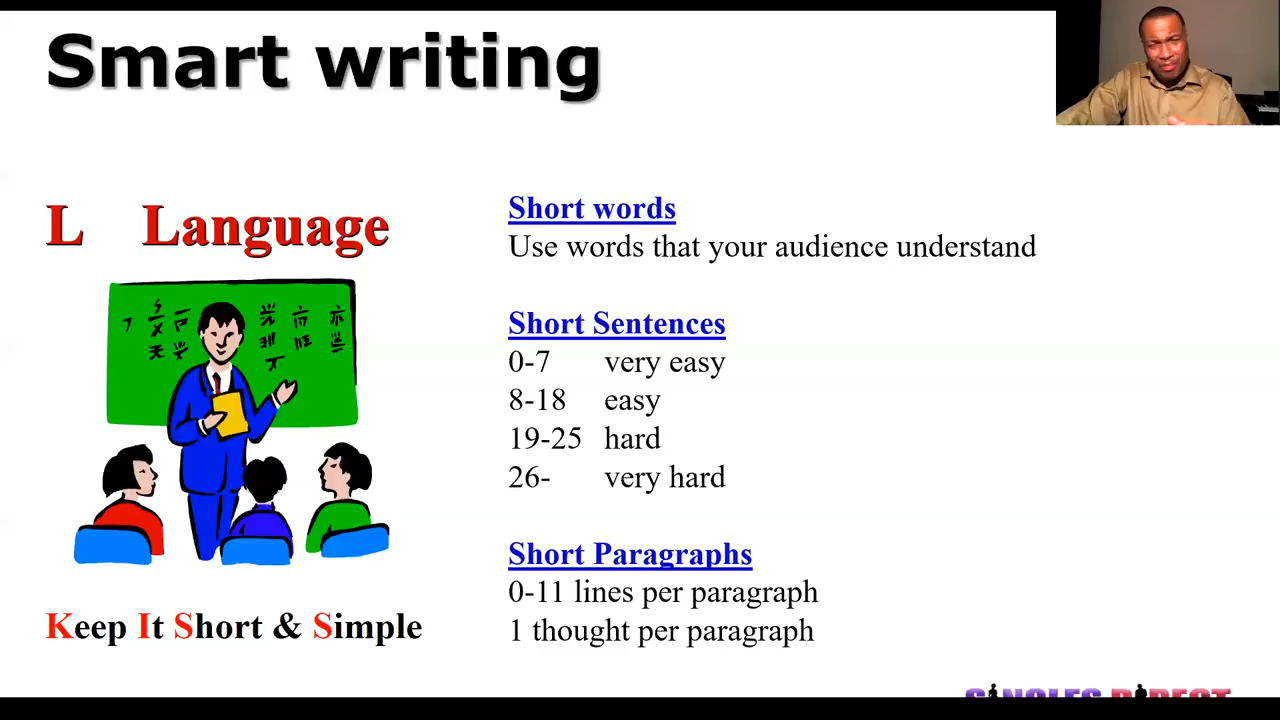 Smart writing
L Language
Keep It Short & Simple
Short words
Use words that your audience understand
Short Sentences
0-7 very easy
8-18 easy
19-25 hard
26- very hard
Short Paragraphs
0-11 lines per paragraph
1 thought per paragraph